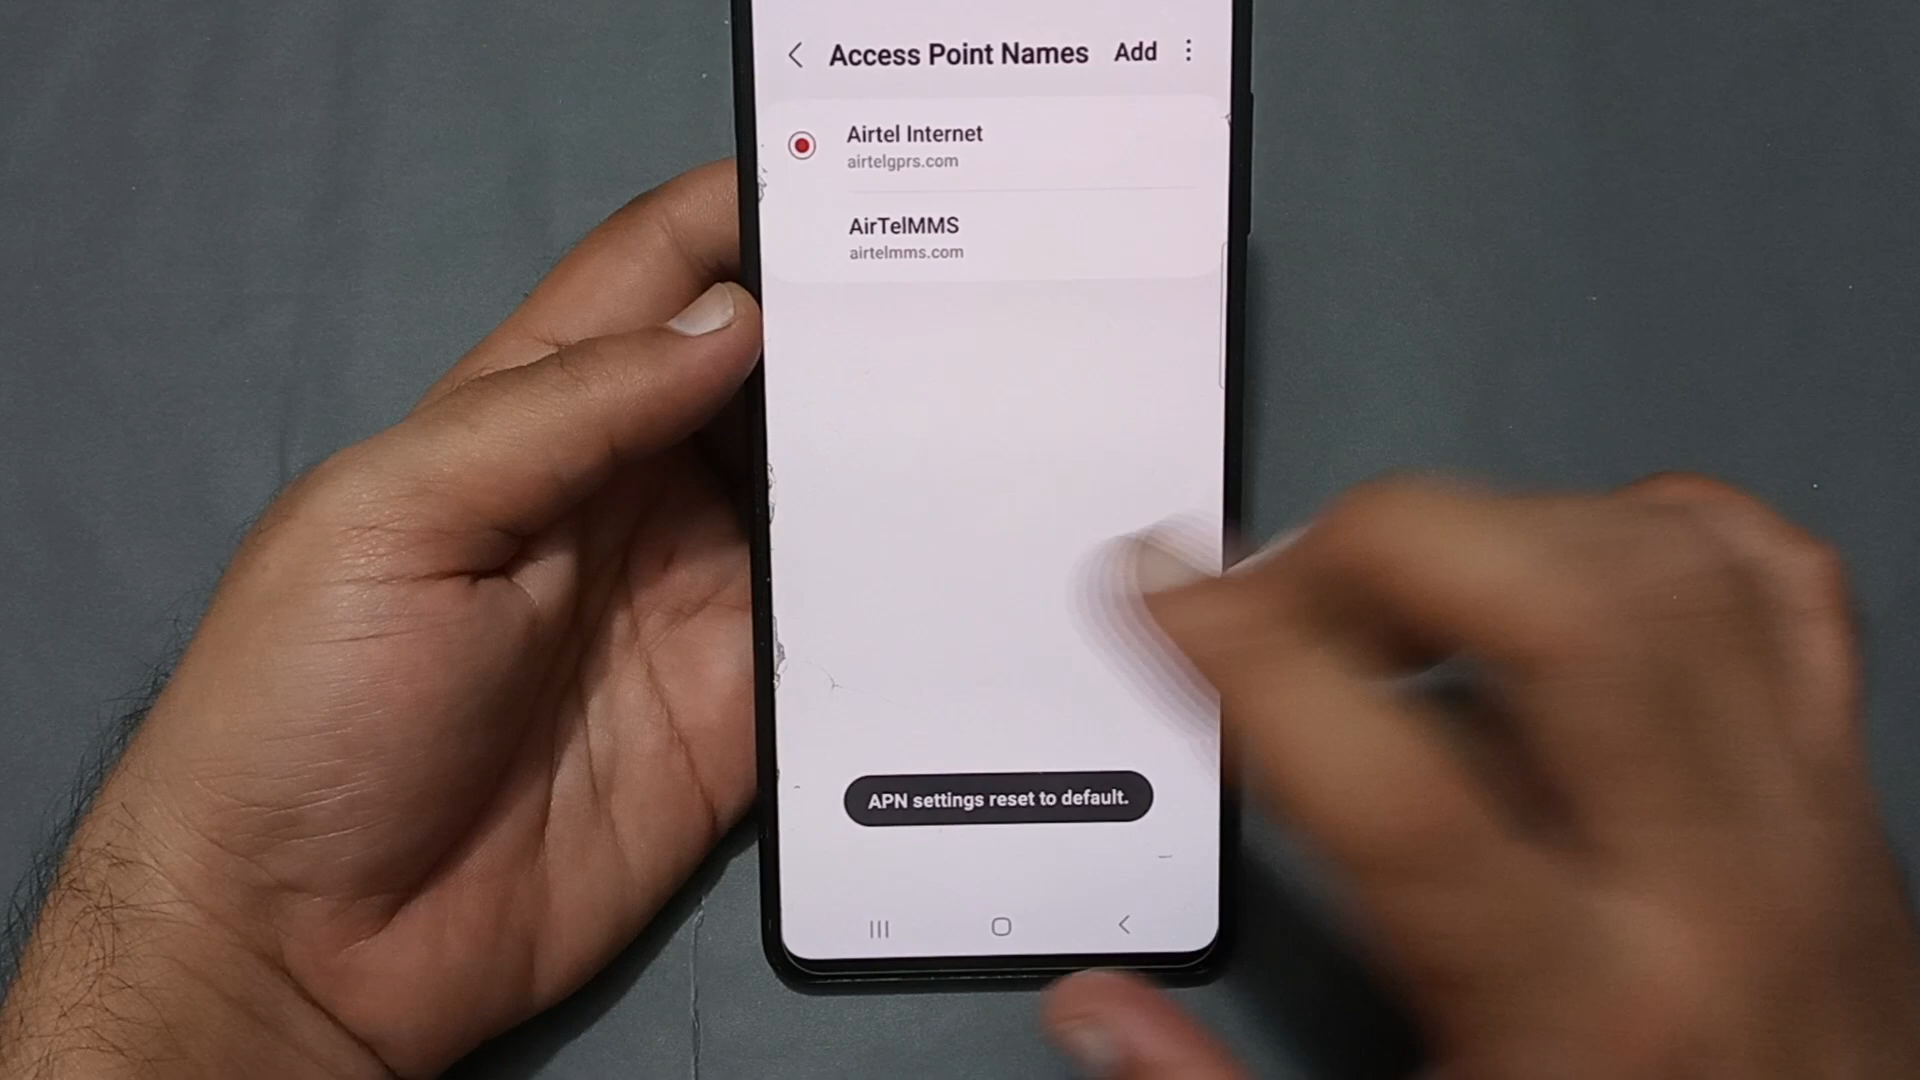 Access Point Names Add
Airtel Internet
airtelgprs.com
AirTelMMS
airtelmms.com
APN settings reset to default.